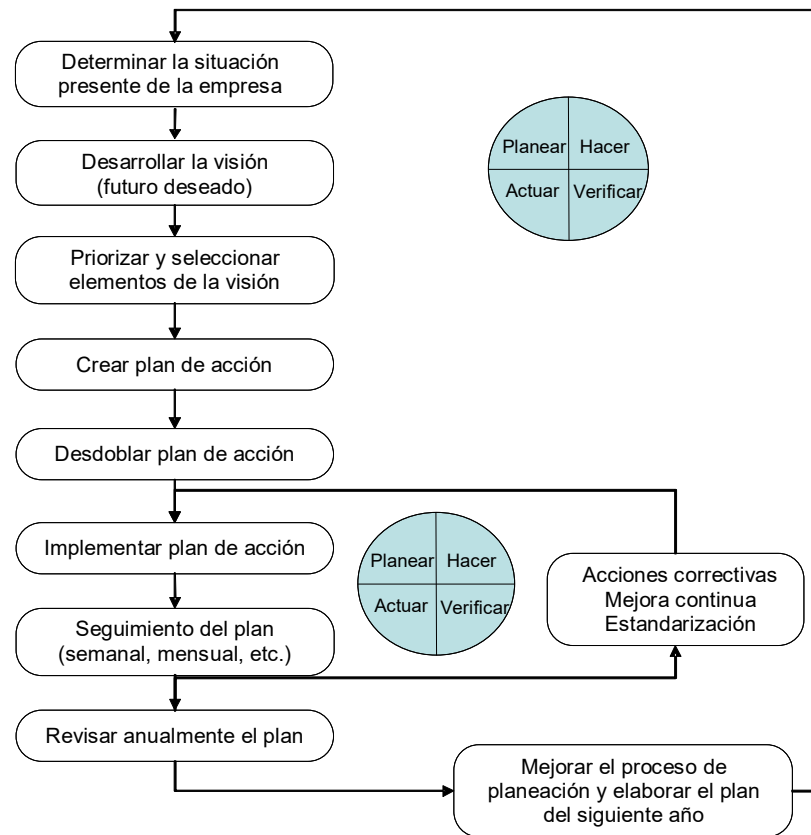 Determinar la situación
presente de la empresa
Desarrollar la visión
(futuro deseado)
Priorizar y seleccionar
elementos de la visión
Crear plan de acción
Desdoblar plan de acción
Implementar plan de acción
Seguimiento del plan
(semanal, mensual, etc.)
Revisar anualmente el plan
Planear Hacer
Actuar Verificar
Planear Hacer
Actuar Verificar
Acciones correctivas
Mejora continua
Estandarización
Mejorar el proceso de
planeación y elaborar el plan
del siguiente año